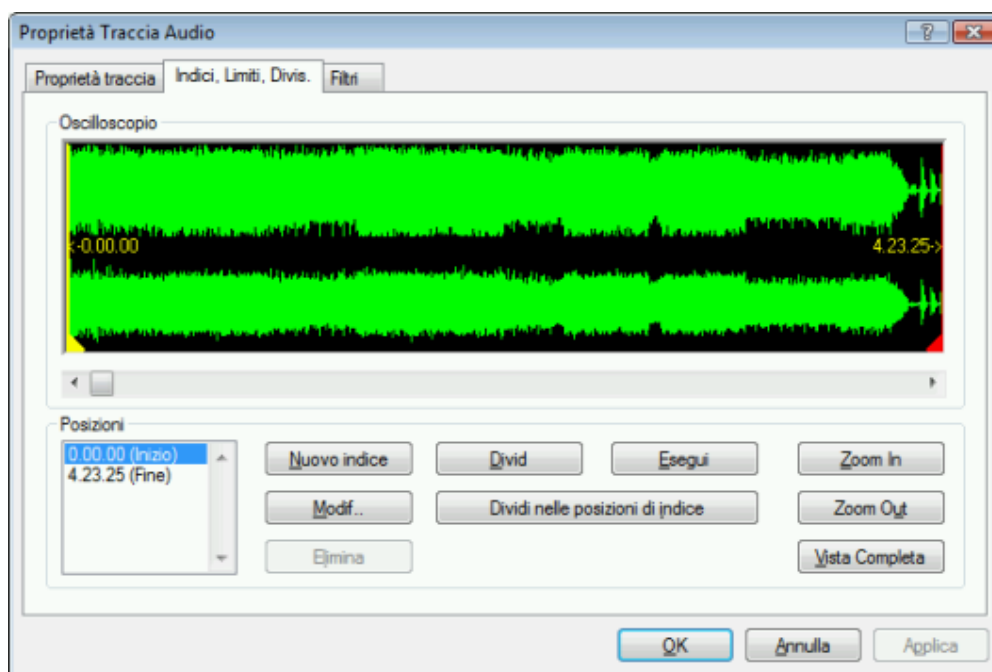 Proprietà Traccia Audio
Proprietà traccia Indici, Limiti, Divis. Filtri
Oscilloscopio
<-0.00.00 4.23.25->
Posizioni
0.00.00 (Inizio)
4.23.25 (Fine)
Nuovo indice Divid Esegui Zoom In
Modif.. Dividi nelle posizioni di indice Zoom Out
Elimina Vista Completa
OK Annulla Applica